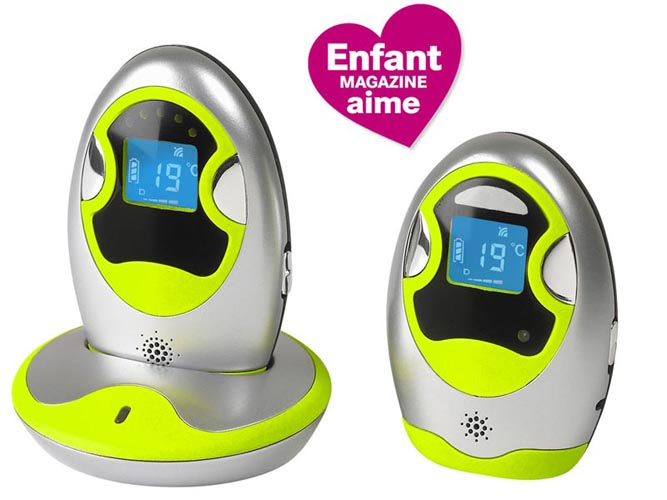 Enfant
MAGAZINE
aime
19 °C
D
19 °C